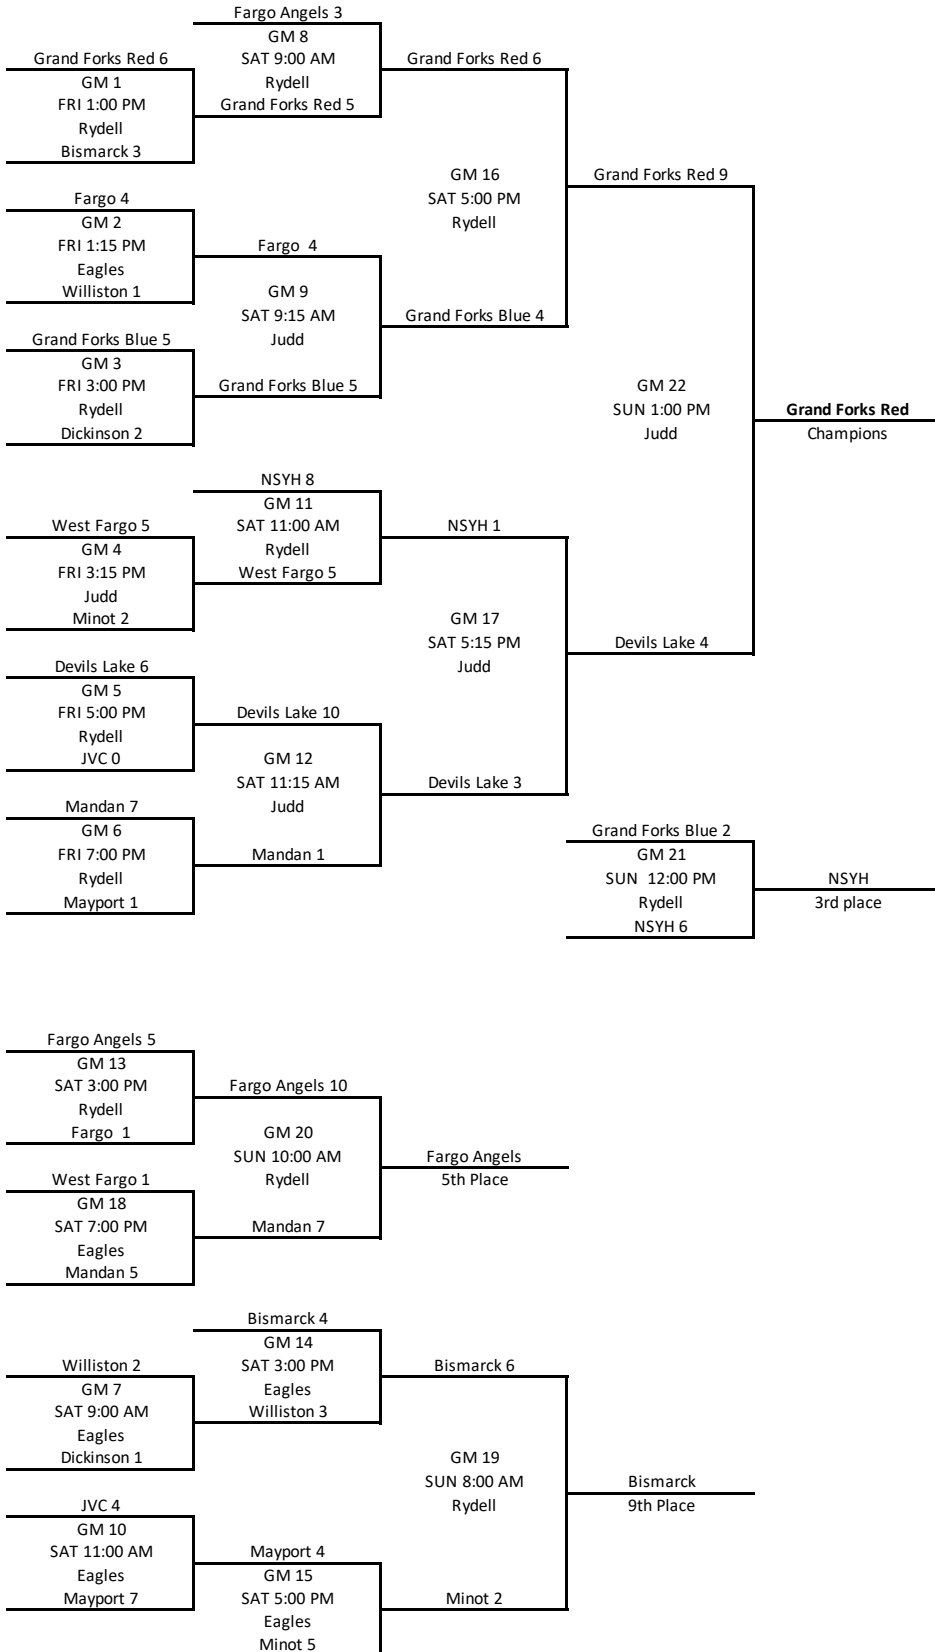 Fargo Angels 3
GM 8
SAT 9:00 AM
Rydell
Grand Forks Red 5
Grand Forks Red 6
GM 1
FRI 1:00 PM
Rydell
Bismarck 3
Grand Forks Red 6
GM 16
SAT 5:00 PM
Rydell
Grand Forks Red 9
Fargo 4
GM 2
FRI 1:15 PM
Eagles
Williston 1
Fargo  4
GM 9
SAT 9:15 AM
Judd
Grand Forks Blue 5
Grand Forks Blue 4
Grand Forks Blue 5
GM 3
FRI 3:00 PM
Rydell
Dickinson 2
GM 22
SUN 1:00 PM
Judd
Grand Forks Red
Champions
NSYH 8
GM 11
SAT 11:00 AM
Rydell
West Fargo 5
West Fargo 5
GM 4
FRI 3:15 PM
Judd
Minot 2
NSYH 1
GM 17
SAT 5:15 PM
Judd
Devils Lake 4
Devils Lake 6
GM 5
FRI 5:00 PM
Rydell
JVC 0
Devils Lake 10
GM 12
SAT 11:15 AM
Judd
Mandan 1
Devils Lake 3
Mandan 7
GM 6
FRI 7:00 PM
Rydell
Mayport 1
Grand Forks Blue 2
GM 21
SUN  12:00 PM
Rydell
NSYH 6
NSYH
3rd place
Fargo Angels 5
GM 13
SAT 3:00 PM
Rydell
Fargo  1
Fargo Angels 10
GM 20
SUN 10:00 AM
Rydell
Mandan 7
Fargo Angels
5th Place
West Fargo 1
GM 18
SAT 7:00 PM
Eagles
Mandan 5
Bismarck 4
GM 14
SAT 3:00 PM
Eagles
Williston 3
Williston 2
GM 7
SAT 9:00 AM
Eagles
Dickinson 1
Bismarck 6
GM 19
SUN 8:00 AM
Rydell
Minot 2
Bismarck
9th Place
JVC 4
GM 10
SAT 11:00 AM
Eagles
Mayport 7
Mayport 4
GM 15
SAT 5:00 PM
Eagles
Minot 5